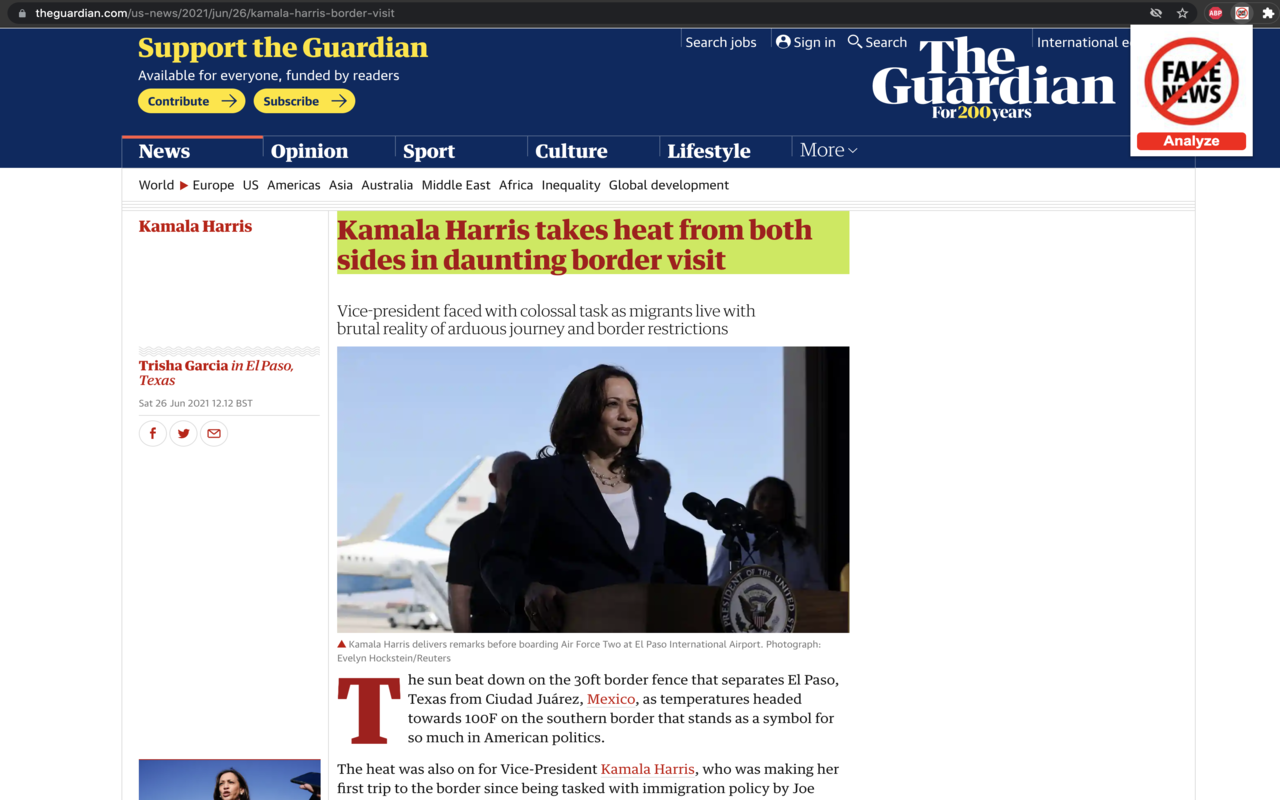 theguardian.com/us-news/2021/jun/26/kamala-harris-border-visit
ABP
Support the Guardian
Available for everyone, funded by readers
Contribute
Subscribe
Search jobs
Sign in
Search
International e
The
Guardian
For 200 years
FAKE
NEWS
Analyze
News
Opinion
Sport
Culture
Lifestyle
More
World Europe US Americas Asia Australia Middle East Africa Inequality Global development
Kamala Harris
Kamala Harris takes heat from both
sides in daunting border visit
Vice-president faced with colossal task as migrants live with
brutal reality of arduous journey and border restrictions
Trisha Garcia in El Paso,
Texas
Sat 26 Jun 2021 12.12 BST
PRESIDENT OF THE UNITED
Kamala Harris delivers remarks before boarding Air Force Two at El Paso International Airport. Photograph:
Evelyn Hockstein/Reuters
The sun beat down on the 30ft border fence that separates El Paso,
Texas from Ciudad Juárez, Mexico, as temperatures headed
towards 100F on the southern border that stands as a symbol for
so much in American politics.
The heat was also on for Vice-President Kamala Harris, who was making her
first trip to the border since being tasked with immigration policy by Joe